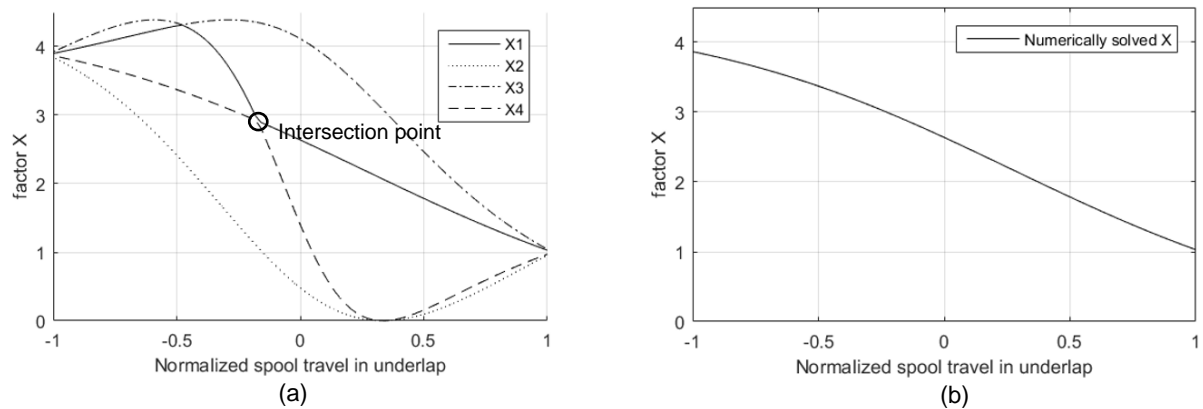 4
3
2
1
0
factor X
-1
-0.5
0
0.5
1
Normalized spool travel in underlap
X1
X2
X3
X4
Intersection point
(a)
4
3
2
1
0
factor X
-1
-0.5
0
0.5
1
Normalized spool travel in underlap
Numerically solved X
(b)